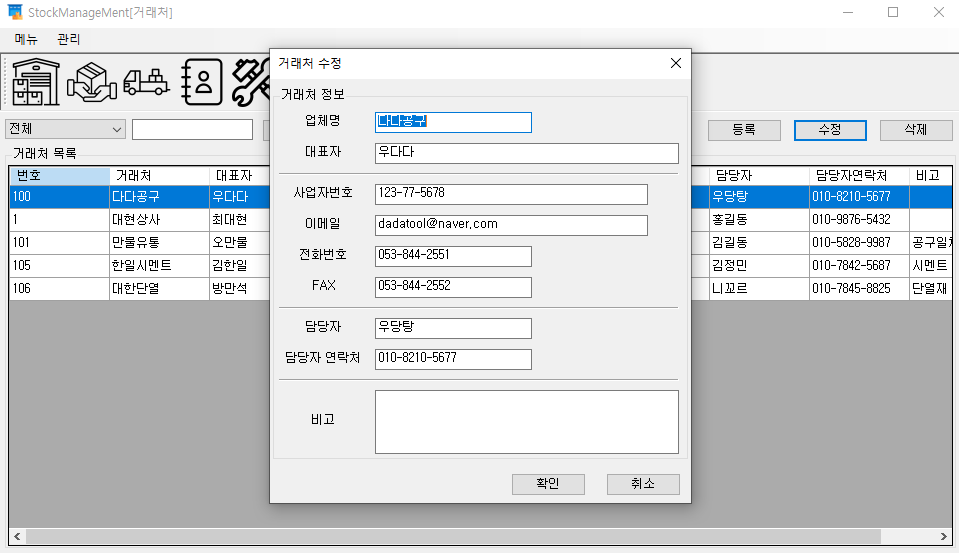 StockManageMent[거래처]
메뉴 관리
전체
등록 수정 삭제
거래처 목록
번호 거래처 대표자 담당자 담당자연락처 비고
100 다다공구 우다다 우당탕 010-8210-5677
1 대현상사 최대현 홍길동 010-9876-5432
101 만물유통 오만물 김길동 010-5828-9987 공구일
105 한일시멘트 김한일 김정민 010-7842-5687 시멘트
106 대한단열 방만석 니꼬르 010-7845-8825 단열재
거래처 수정
거래처 정보
업체명 다다공구
대표자 우다다
사업자번호 123-77-5678
이메일 dadatool@naver.com
전화번호 053-844-2551
FAX 053-844-2552
담당자 우당탕
담당자 연락처 010-8210-5677
비고
확인 취소